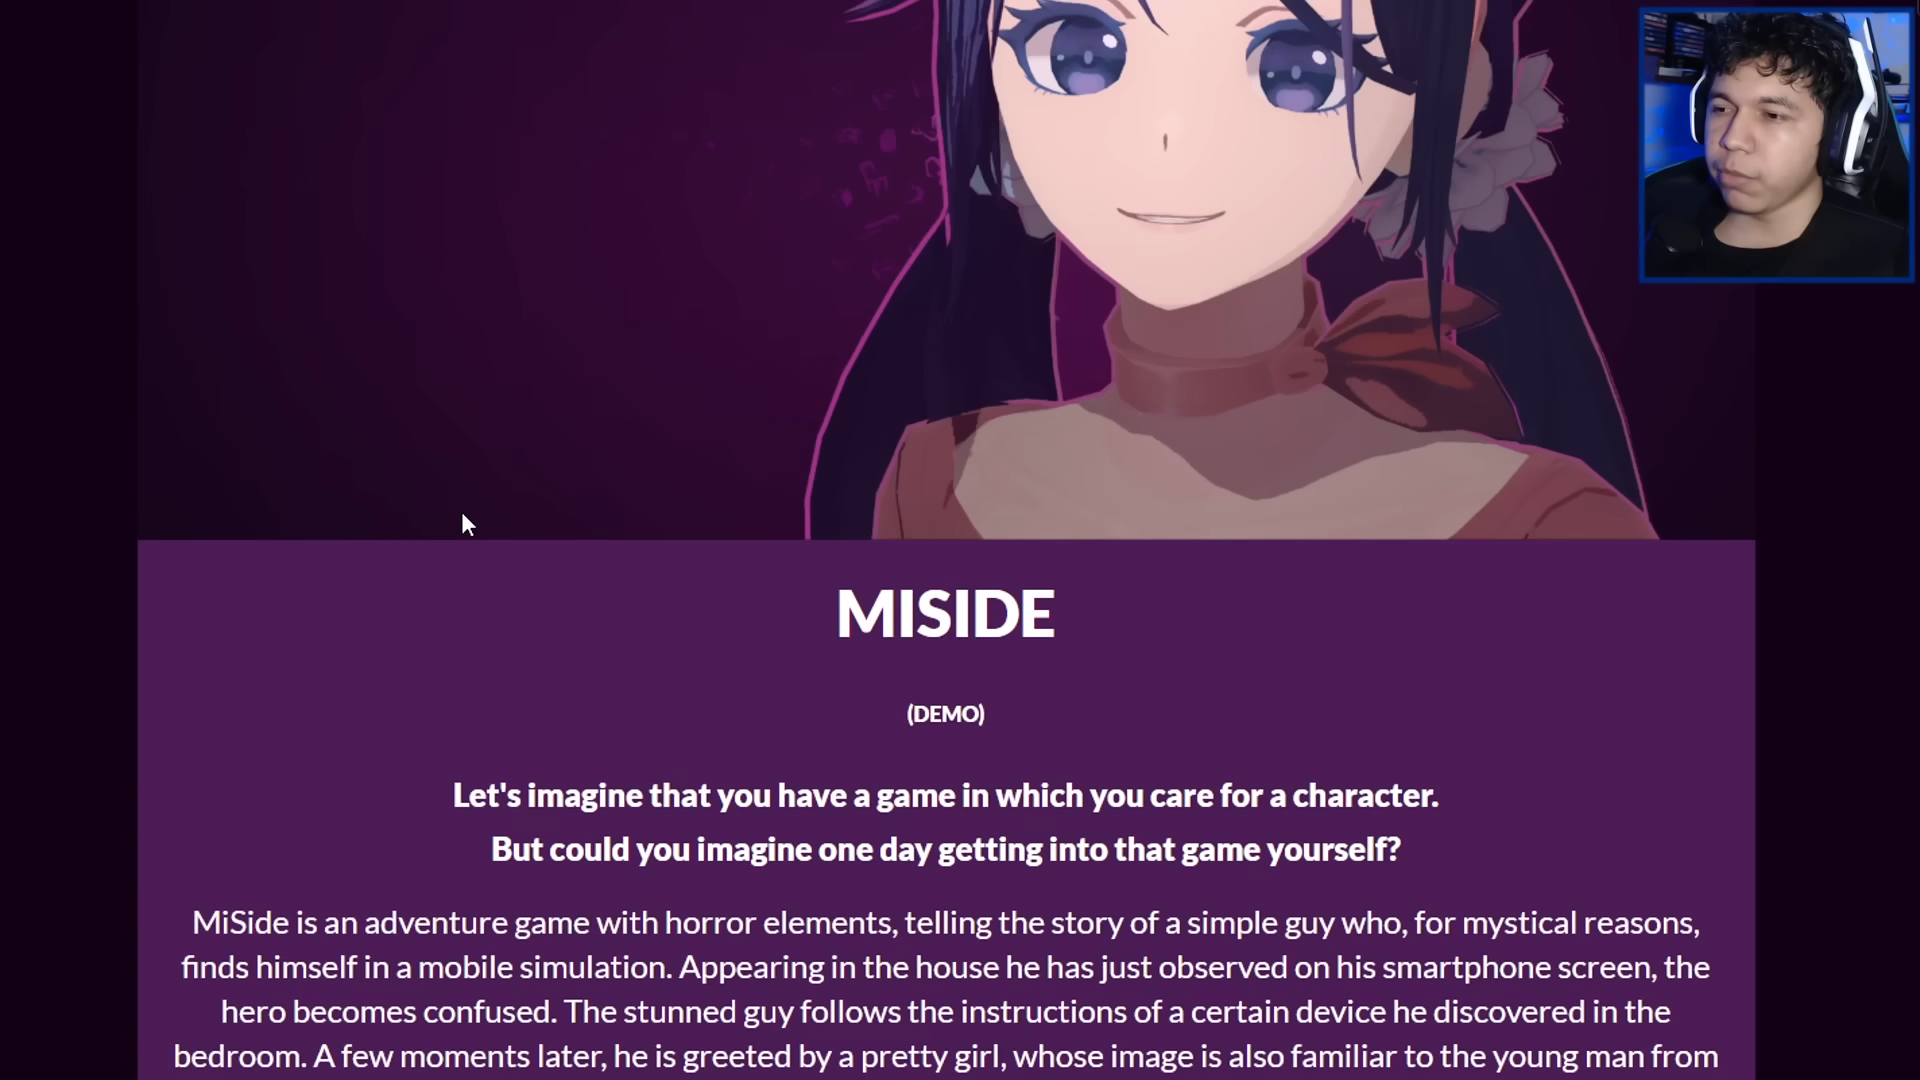 MISIDE
(DEMO)
Let's imagine that you have a game in which you care for a character.
But could you imagine one day getting into that game yourself?
MiSide is an adventure game with horror elements, telling the story of a simple guy who, for mystical reasons,
finds himself in a mobile simulation. Appearing in the house he has just observed on his smartphone screen, the
hero becomes confused. The stunned guy follows the instructions of a certain device he discovered in the
bedroom. A few moments later, he is greeted by a pretty girl, whose image is also familiar to the young man from